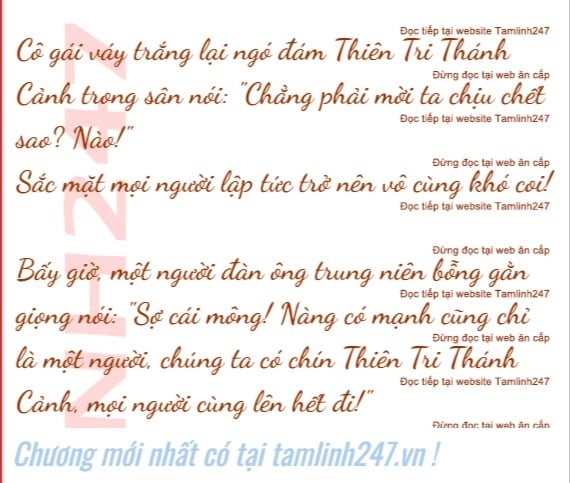 Đọc tiếp tại website Tamlinh247
Cô gái váy trắng lại ngó đám Thiên Tri Thánh
Đừng đọc tại web ăn cắp
Cảnh trong sân nói: "Chẳng phải mời ta chịu chết
Đọc tiếp tại website Tamlinh247
sao? Nào!"
Đừng đọc tại web ăn cắp
Sắc mặt mọi người lập tức trở nên vô cùng khó coi!
Đọc tiếp tại website Tamlinh247
Đừng đọc tại web ăn cắp
Bấy giờ, một người đàn ông trung niên bỗng gằn
Đọc tiếp tại website Tamlinh247
giọng nói: "Sợ cái mông! Nàng có mạnh cũng chỉ
Đừng đọc tại web ăn cắp
là một người, chúng ta có chín Thiên Tri Thánh
Đọc tiếp tại website Tamlinh247
Cảnh, mọi người cùng lên hết đi!"
Đừng đọc tại web ăn cắp
NH247
Chương mới nhất có tại tamlinh247.vn !